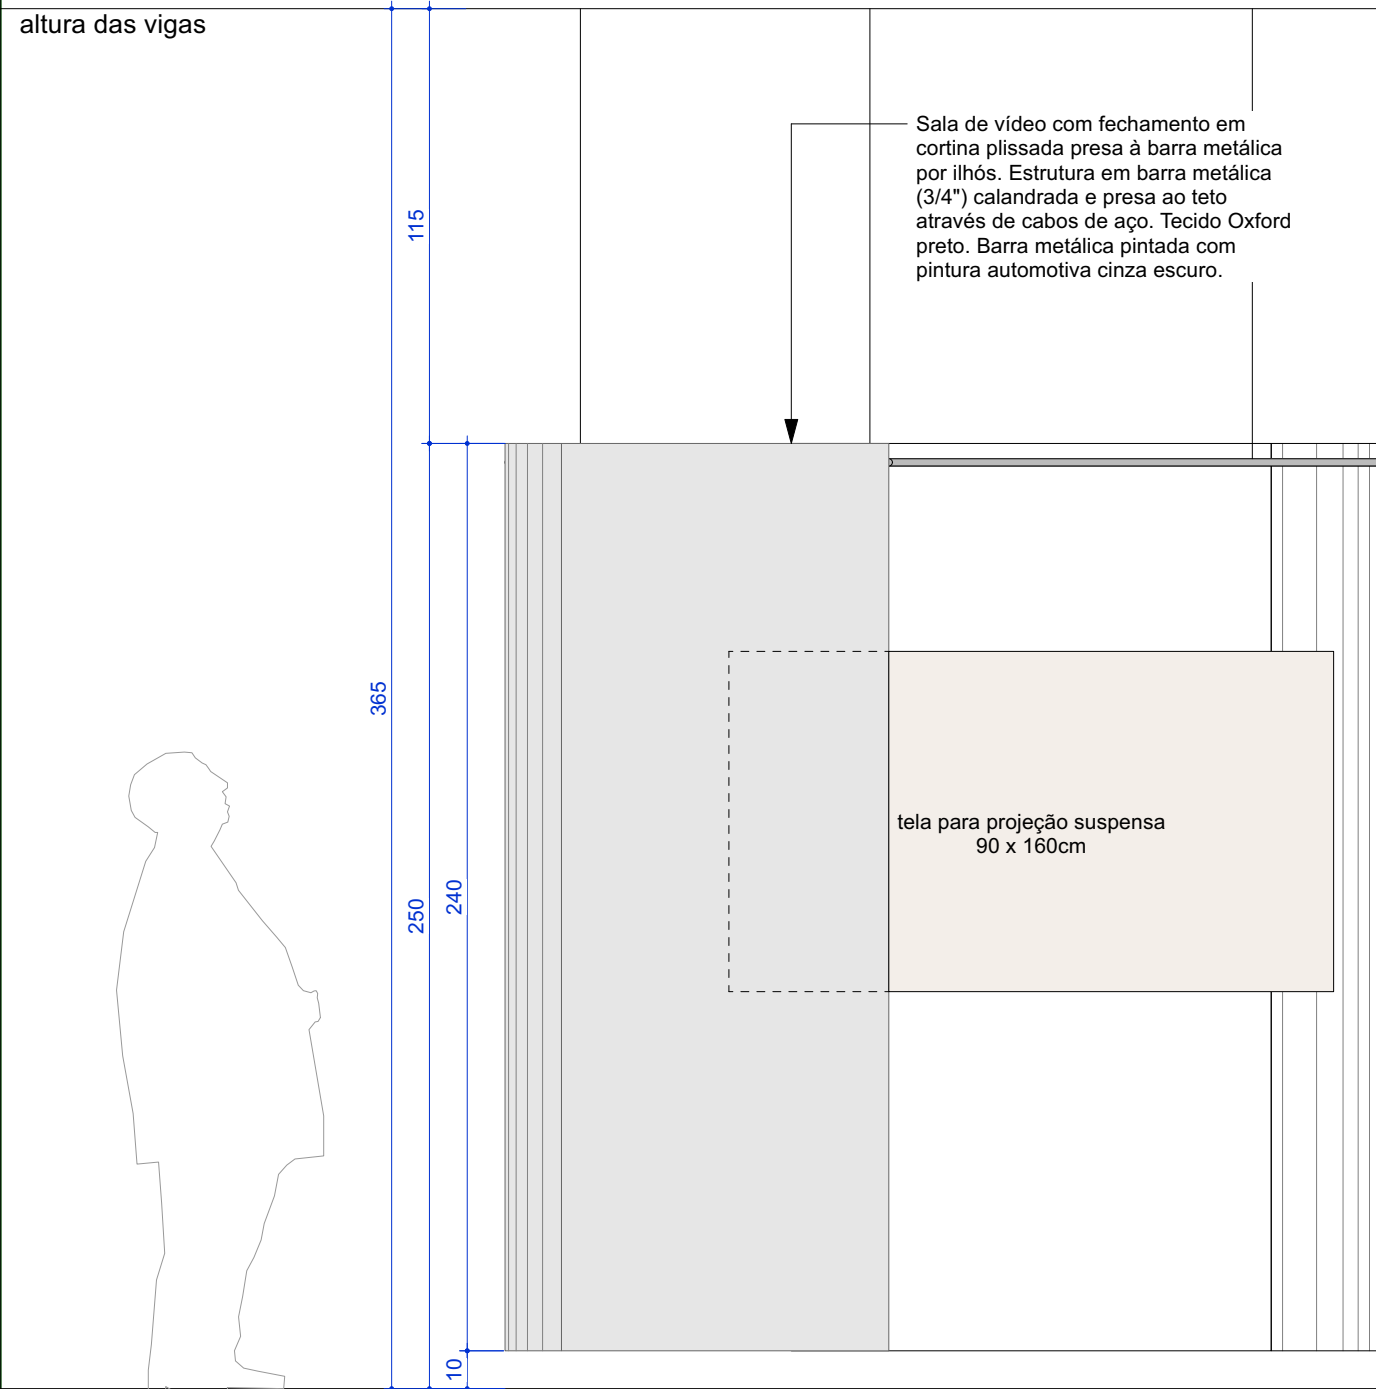 altura das vigas
Sala de vídeo com fechamento em
cortina plissada presa à barra metálica
por ilhós. Estrutura em barra metálica
(3/4") calandrada e presa ao teto
através de cabos de aço. Tecido Oxford
preto. Barra metálica pintada com
pintura automotiva cinza escuro.
115
365
250
240
tela para projeção suspensa
90 x 160cm
10